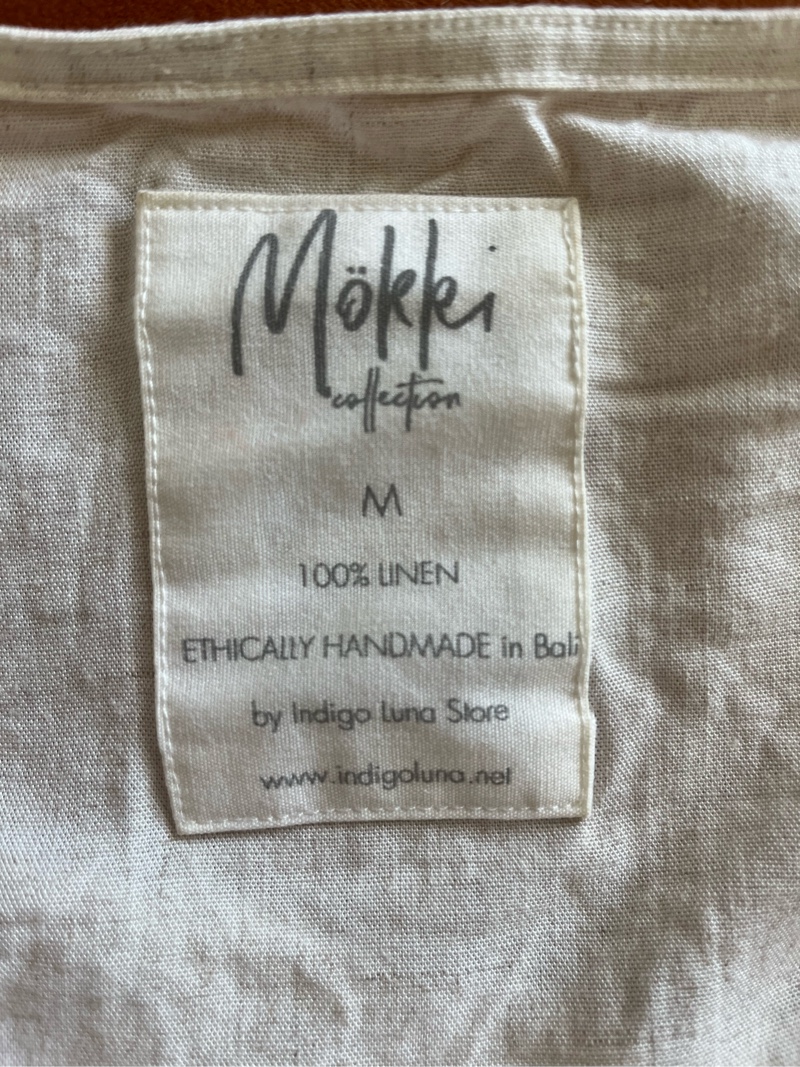 Mökki
collection
M
100% LINEN
ETHICALLY HANDMADE in Bali
by Indigo Luna Store
www.indigoluna.net